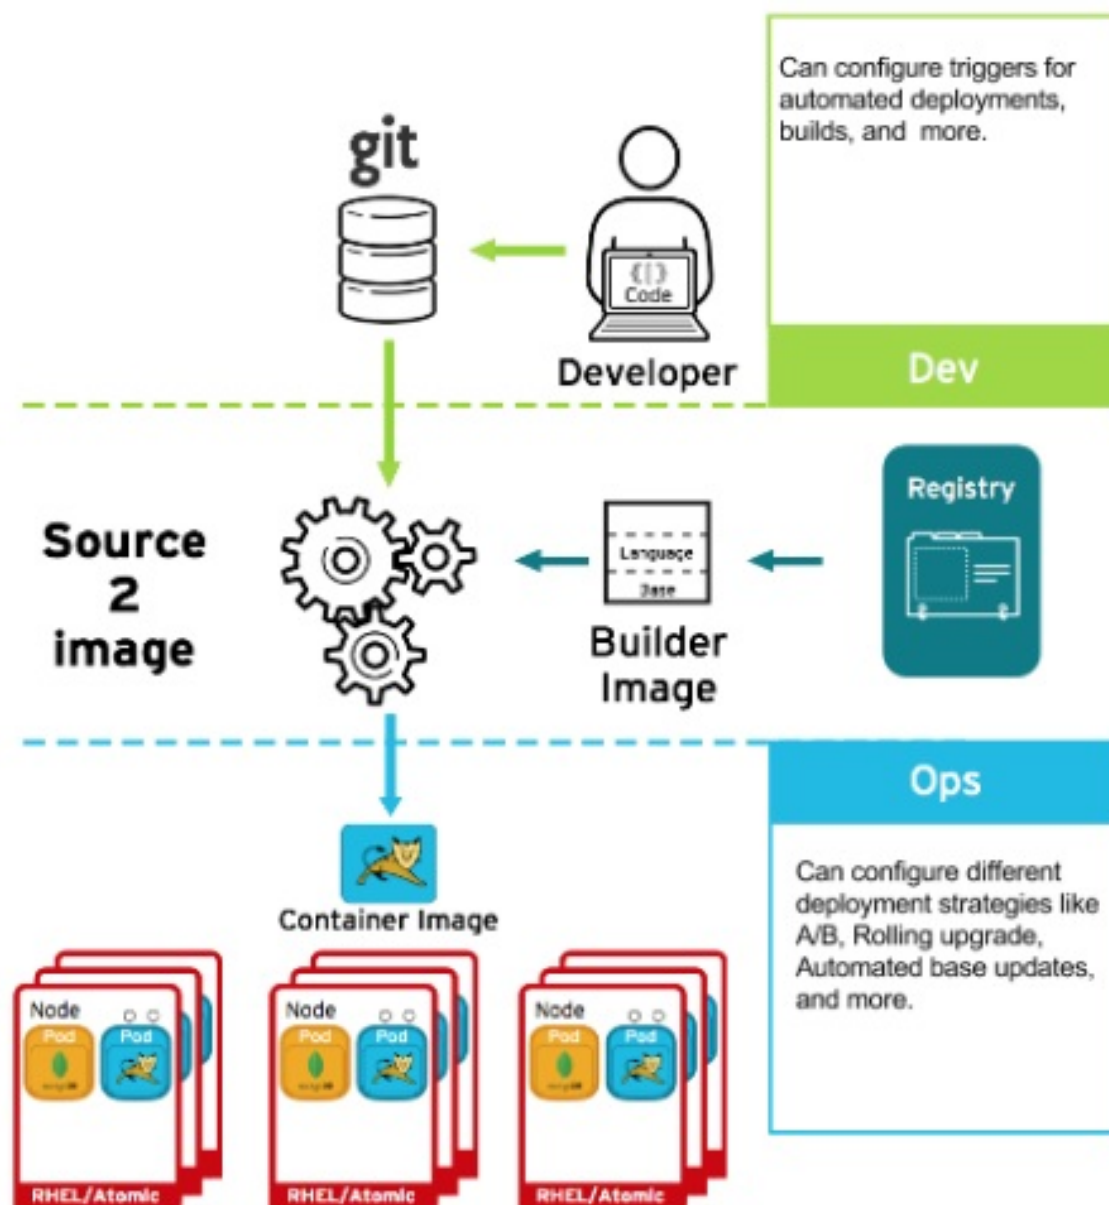 Can configure triggers for
automated deployments,
builds, and more.
git
{[}
Code
Developer
Dev
Source
2
image
Language
Base
Builder
Image
Registry
Ops
Container Image
Can configure different
deployment strategies like
A/B, Rolling upgrade,
Automated base updates,
and more.
Node
Pod
Pod
RHEL/Atomic
Node
Pod
Pod
RHEL/Atomic
Node
Pod
Pod
RHEL/Atomic